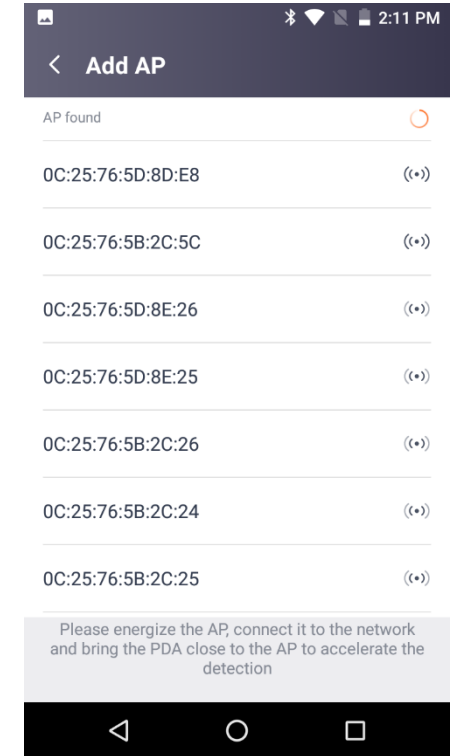 2:11 PM
Add AP
AP found
0C:25:76:5D:8D:E8
0C:25:76:5B:2C:5C
0C:25:76:5D:8E:26
0C:25:76:5D:8E:25
0C:25:76:5B:2C:26
0C:25:76:5B:2C:24
0C:25:76:5B:2C:25
Please energize the AP, connect it to the network
and bring the PDA close to the AP to accelerate the
detection